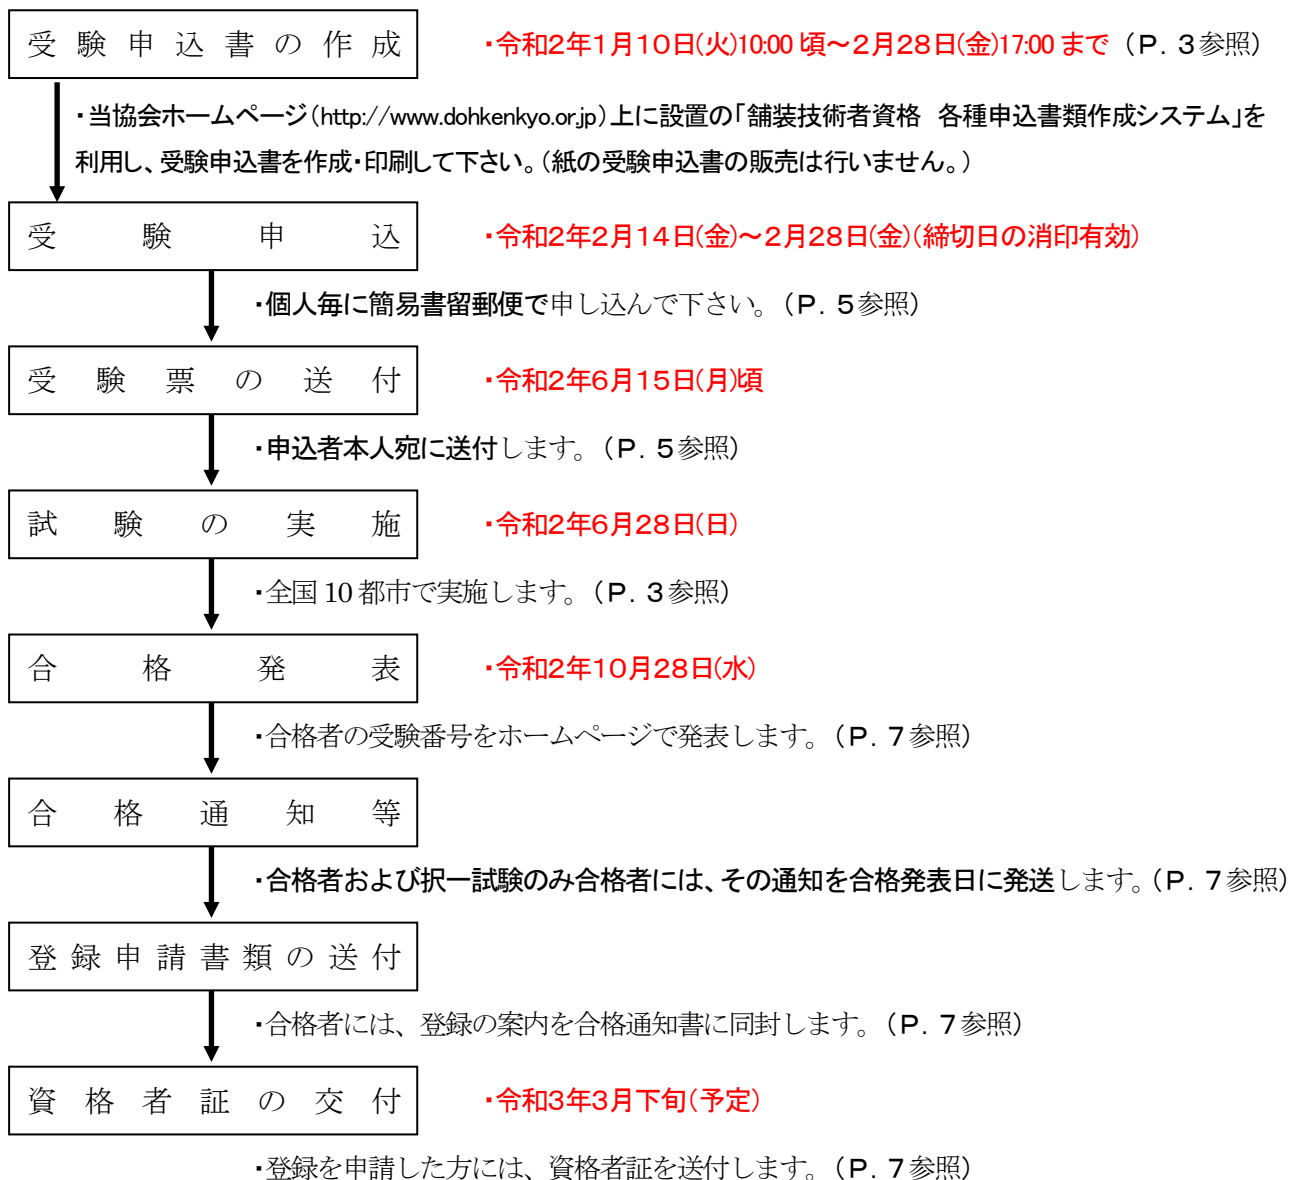 受験申込書の作成 ・令和2年1月10日(火)10:00 頃～2月28日(金)17:00 まで（P．3参照）
・当協会ホームページ（http://www.dohkenkyo.or.jp）上に設置の「舗装技術者資格　各種申込書類作成システム」を
利用し、受験申込書を作成・印刷して下さい。（紙の受験申込書の販売は行いません。）
受験申込 ・令和2年2月14日(金)～2月28日(金)(締切日の消印有効)
・個人毎に簡易書留郵便で申し込んで下さい。（P．5参照）
受験票の送付 ・令和2年6月15日(月)頃
・申込者本人宛に送付します。（P．5参照）
試験の実施 ・令和2年6月28日(日)
・全国 10 都市で実施します。（P．3参照）
合格発表 ・令和2年10月28日(水)
・合格者の受験番号をホームページで発表します。（P．7参照）
合格通知等
・合格者および択一試験のみ合格者には、その通知を合格発表日に発送します。（P．7参照）
登録申請書類の送付
・合格者には、登録の案内を合格通知書に同封します。（P．7参照）
資格者証の交付 ・令和3年3月下旬（予定）
・登録を申請した方には、資格者証を送付します。（P．7参照）